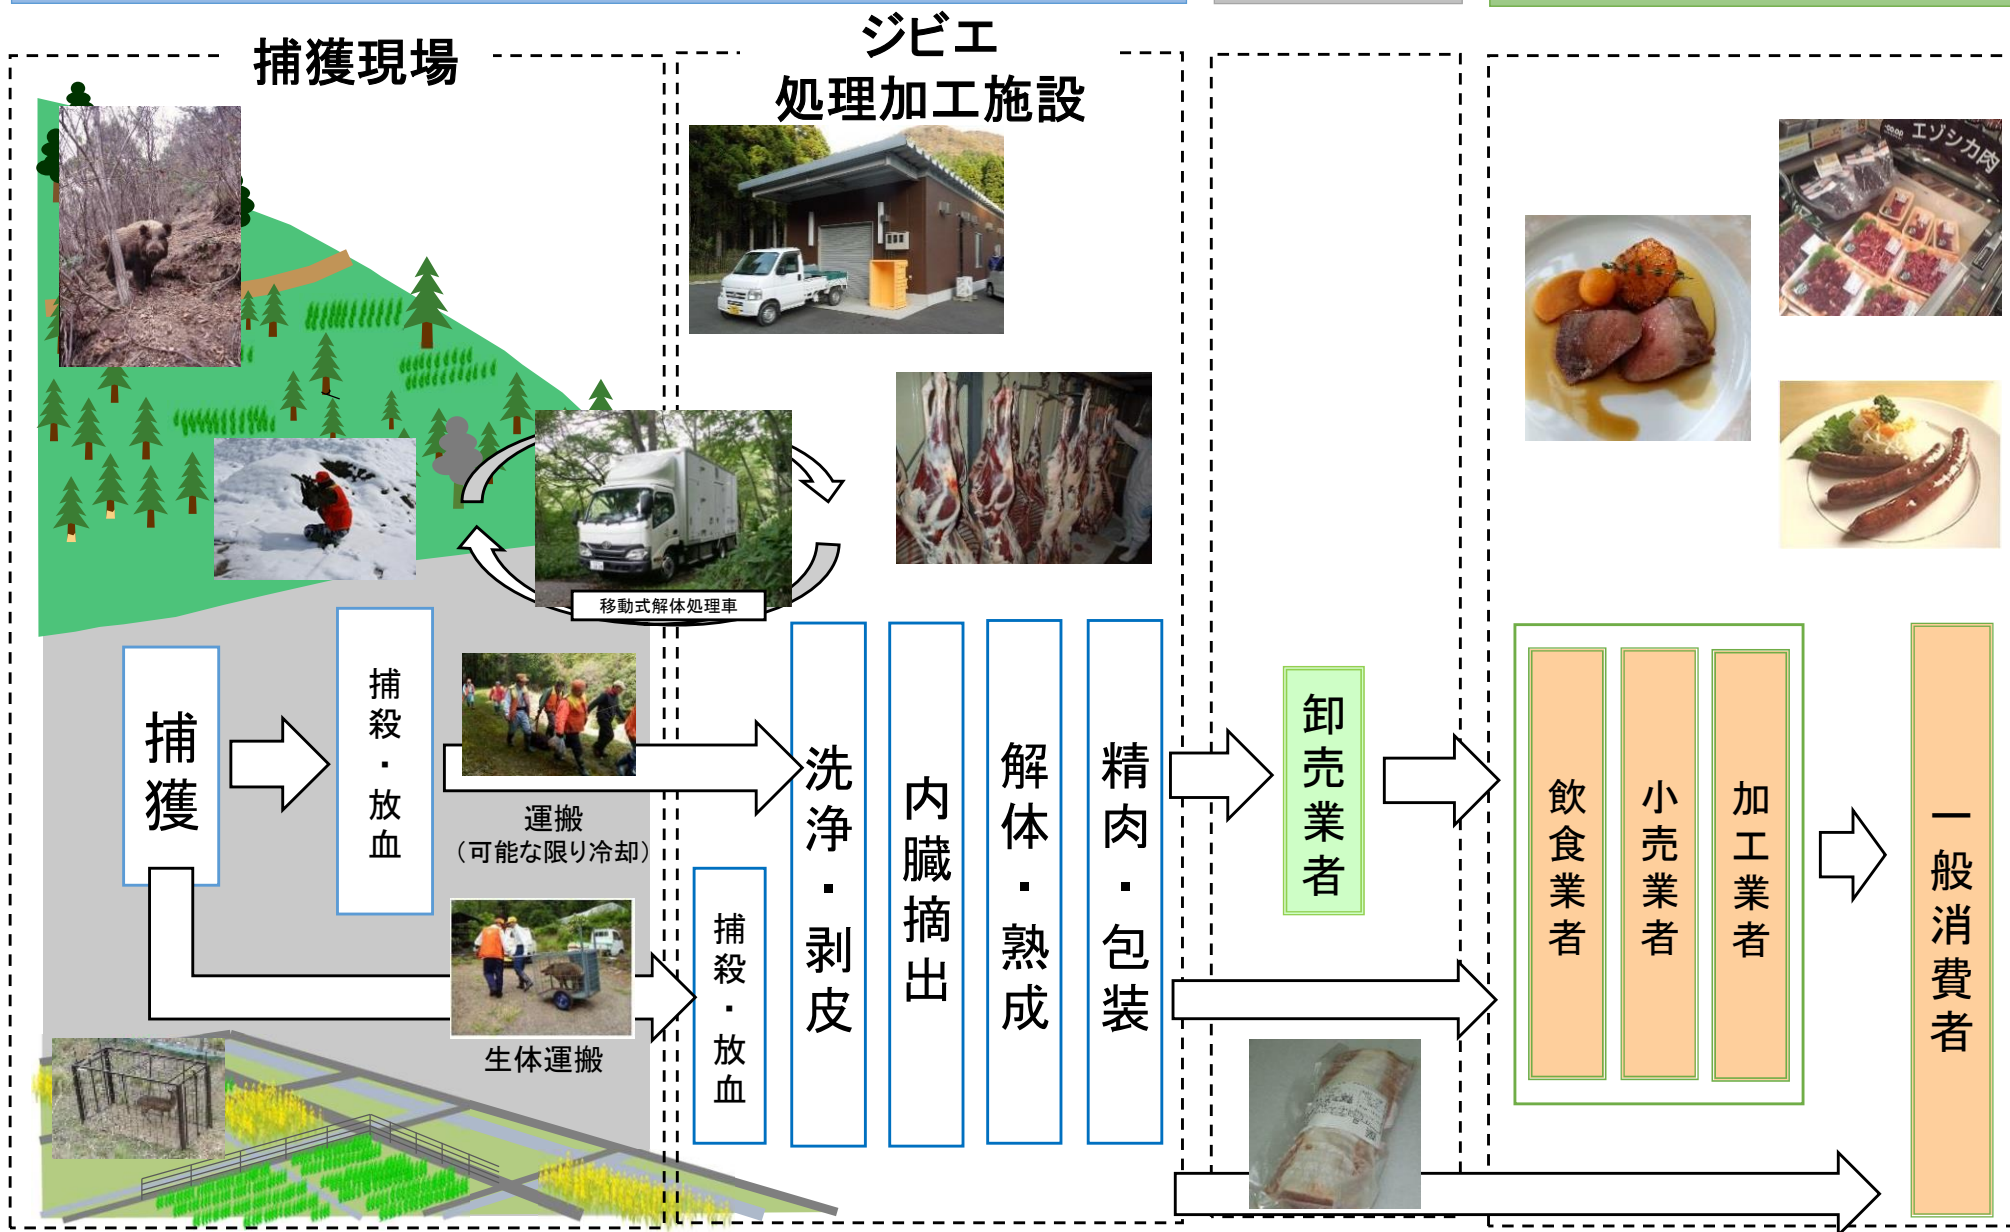 捕獲現場
ジビエ
処理加工施設
エゾシカ肉
移動式解体処理車
捕獲
捕殺・放血
運搬
（可能な限り冷却）
生体運搬
捕殺・放血
洗浄・剥皮
内臓摘出
解体・熟成
精肉・包装
卸売業者
飲食業者
小売業者
加工業者
一般消費者